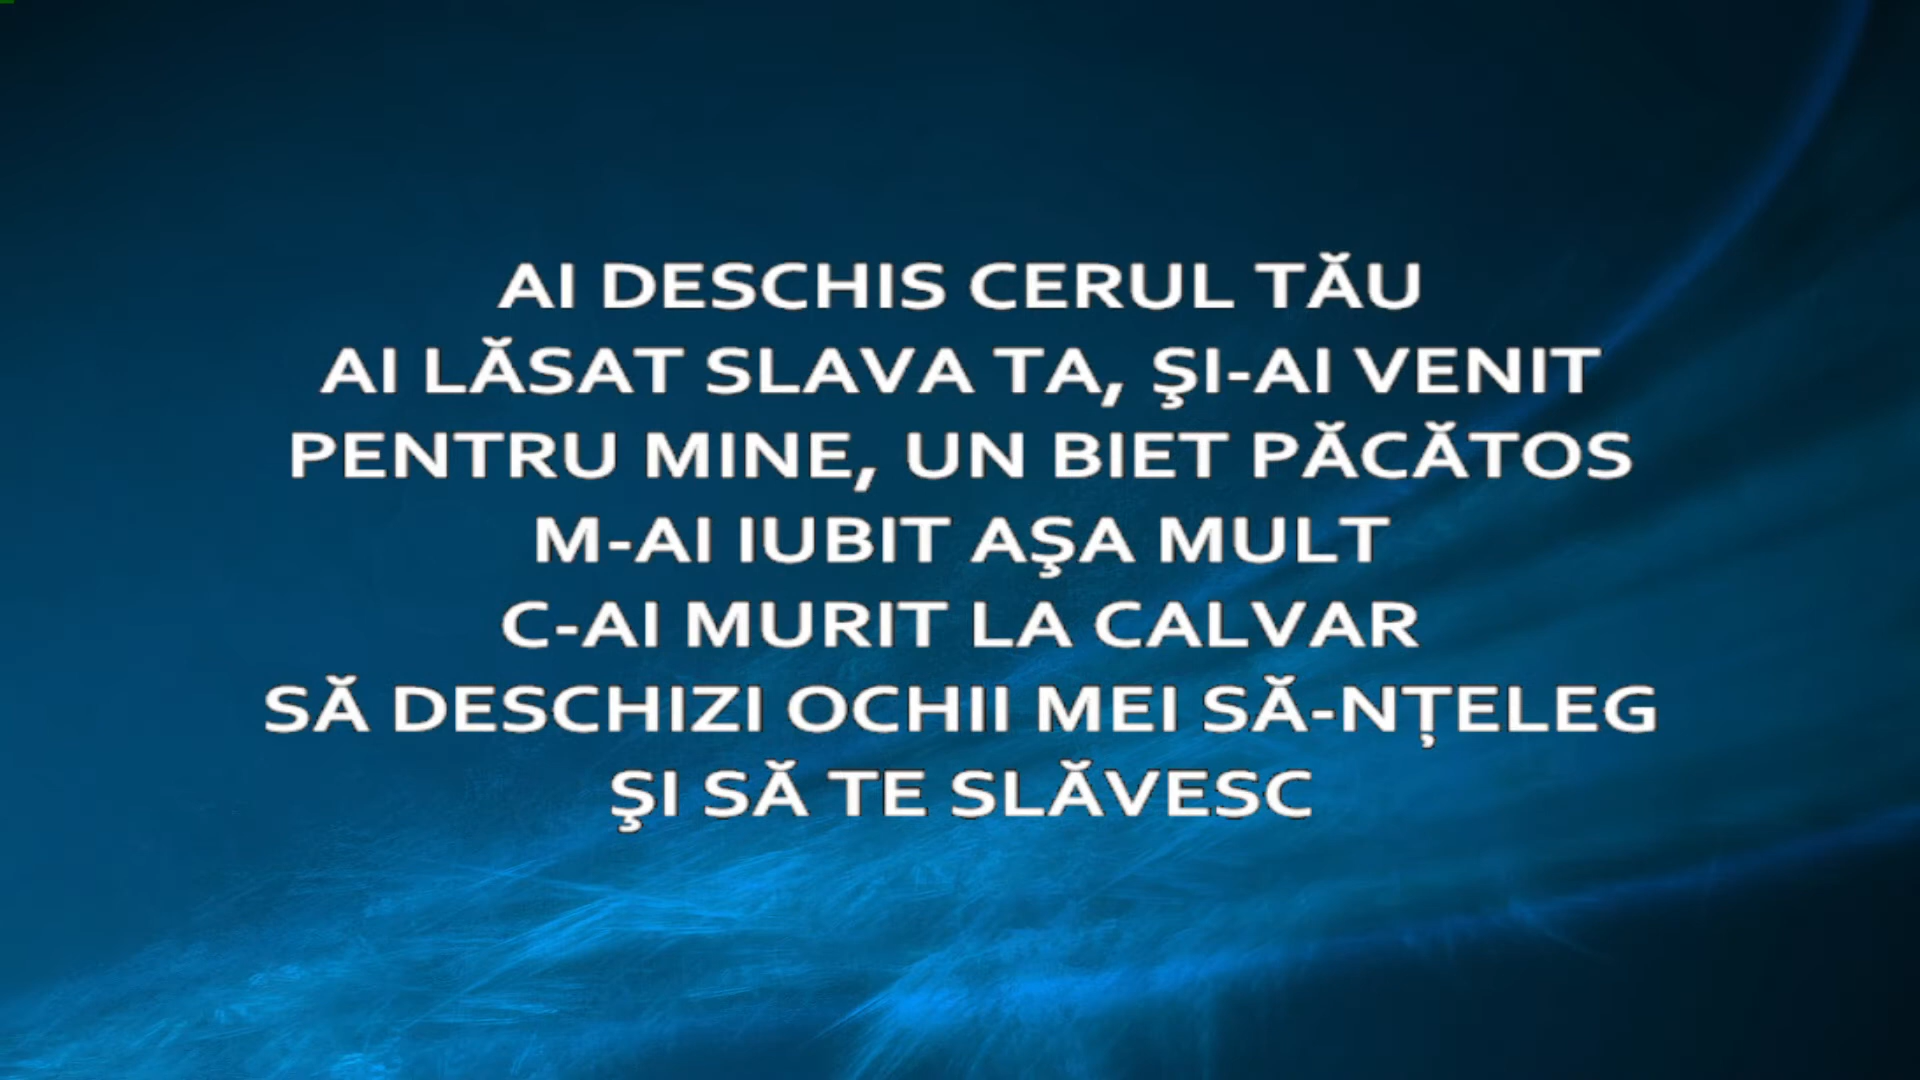 AI DESCHIS CERUL TĂU
AI LĂSAT SLAVA TA, ŞI-AI VENIT
PENTRU MINE, UN BIET PĂCĂTOS
M-AI IUBIT AŞA MULT
C-AI MURIT LA CALVAR
SĂ DESCHIZI OCHII MEI SĂ-NŢELEG
ŞI SĂ TE SLĂVESC